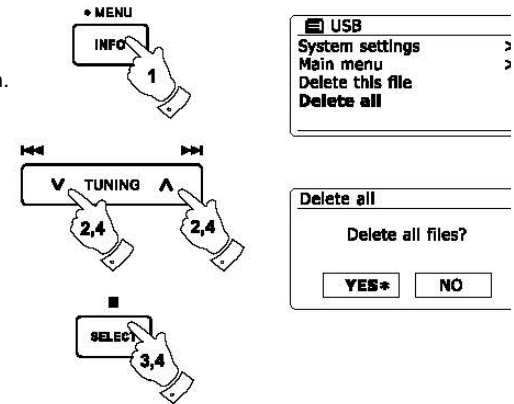 • MENU
INFO
1
n.
⏮ ⏭
∨ TUNING ∧
2,4 2,4
■
SELECT
3,4
USB
System settings >
Main menu >
Delete this file
Delete all
Delete all
Delete all files?
YES* NO